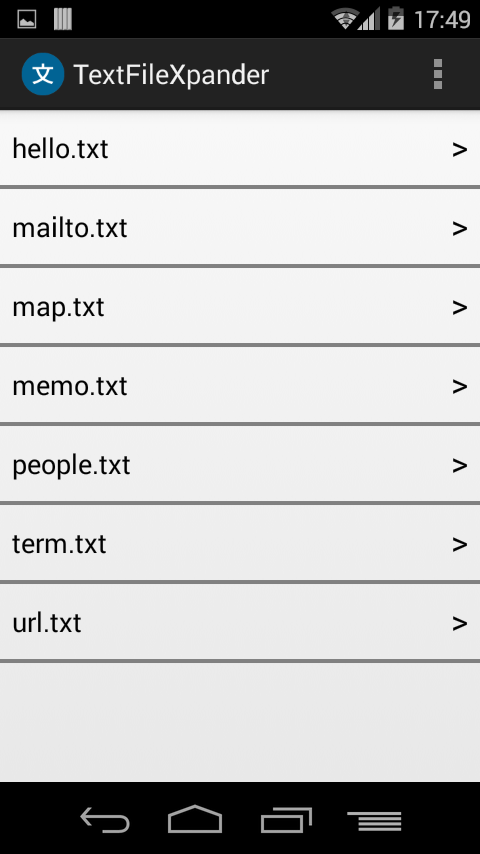 17:49
文 TextFileXpander
hello.txt >
mailto.txt >
map.txt >
memo.txt >
people.txt >
term.txt >
url.txt >